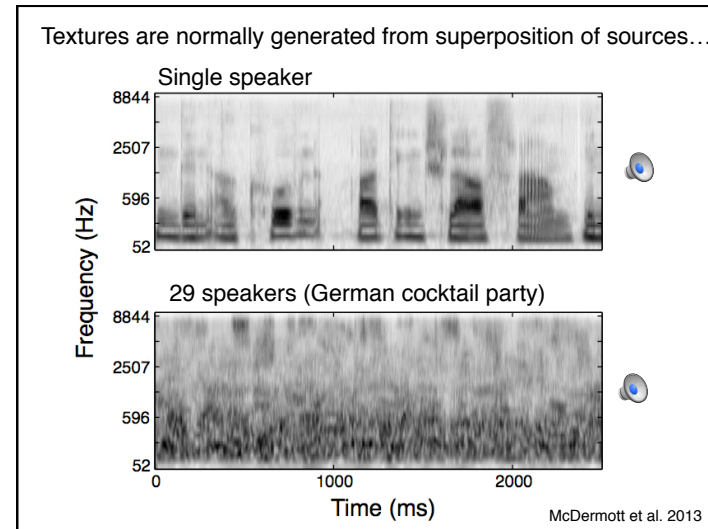 Textures are normally generated from superposition of sources…
Single speaker
8844
2507
596
52
29 speakers (German cocktail party)
Frequency (Hz)
8844
2507
596
52
0
1000
2000
Time (ms)
McDermott et al. 2013